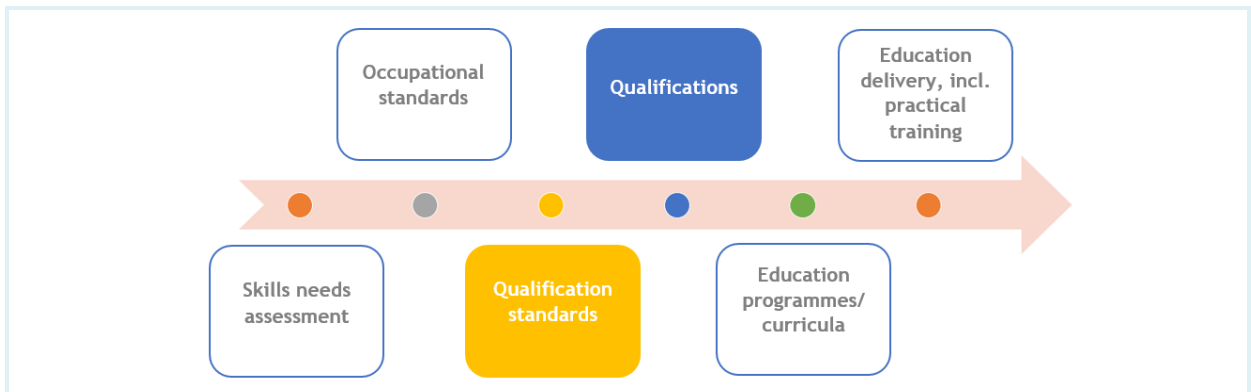 Occupational
standards
Qualifications
Education
delivery, incl.
practical
training
Skills needs
assessment
Qualification
standards
Education
programmes/
curricula